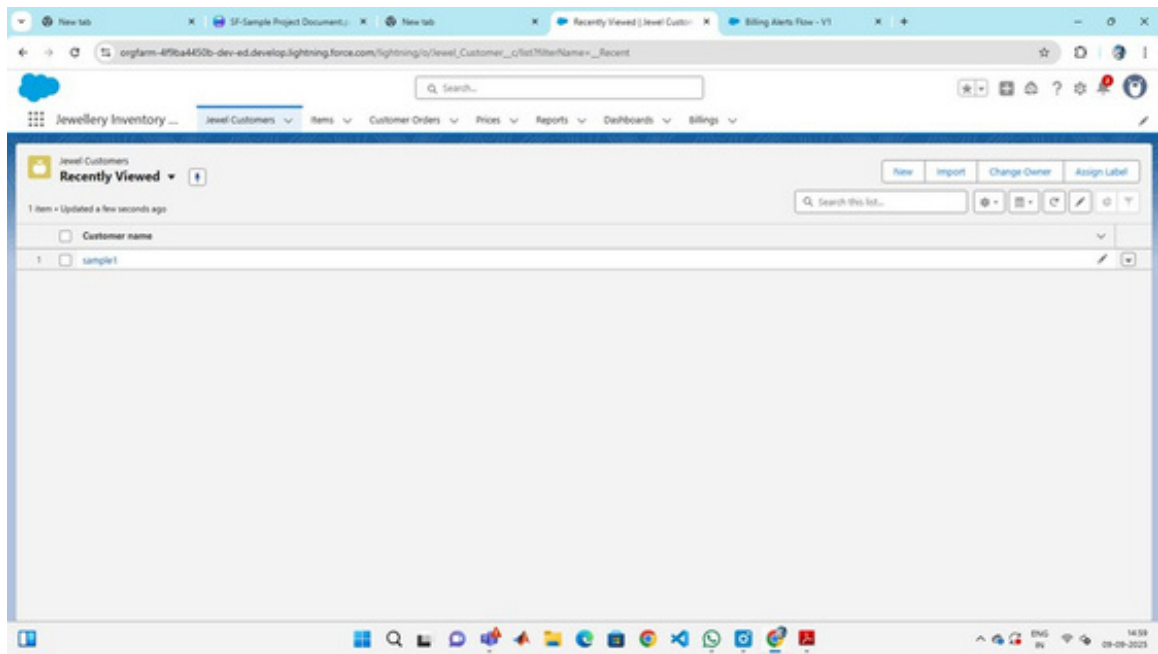 New tab
SF-Sample Project Document.;
New tab
Recently Viewed | Jewel Custor
Billing Alerts Flow - V1
orgfarm-4f9ba4450b-dev-ed.develop.lightning.force.com/lightning/o/Jewel_Customer__c/list?filterName=__Recent
Search...
Jewellery Inventory ...
Jewel Customers
Items
Customer Orders
Prices
Reports
Dashboards
Billings
Jewel Customers
Recently Viewed
New
Import
Change Owner
Assign Label
1 item • Updated a few seconds ago
Search this list...
Customer name
1
sample1
ENG
IN
14:59
09-09-2025